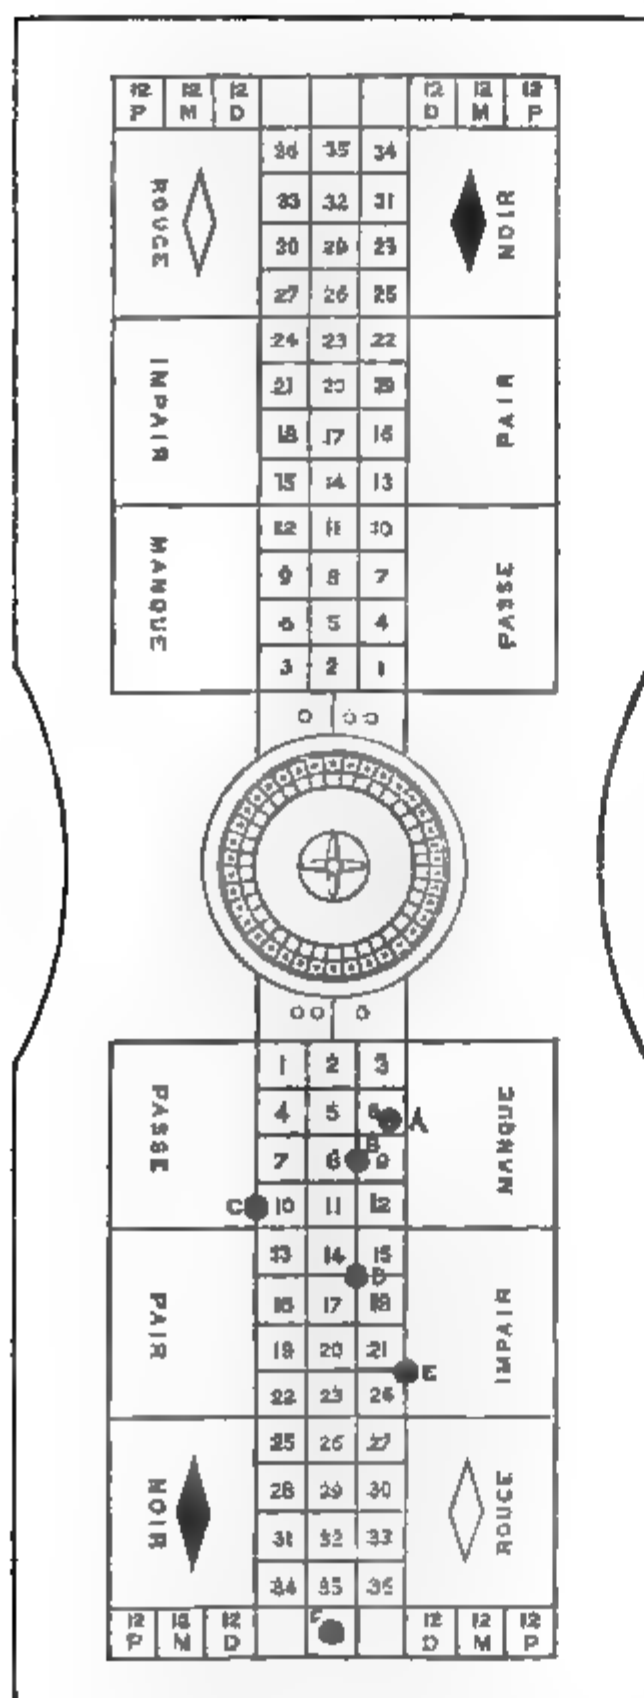 12 P 12 M 12 D 12 D 12 M 12 P
36 35 34
ROUGE
NOIR
33 32 31
30 29 28
27 26 25
24 23 22
IMPAIR
PAIR
21 20 19
18 17 16
15 14 13
12 11 10
MANQUE
PASSE
9 8 7
6 5 4
3 2 1
0 00
00 0
1 2 3
PASSE
MANQUE
4 5 6 A
B
7 8 9
C 10 11 12
13 14 15
D
PAIR
IMPAIR
16 17 18
19 20 21
E
22 23 24
25 26 27
NOIR
ROUGE
28 29 30
31 32 33
34 35 36
12 P 12 M 12 D F 12 D 12 M 12 P